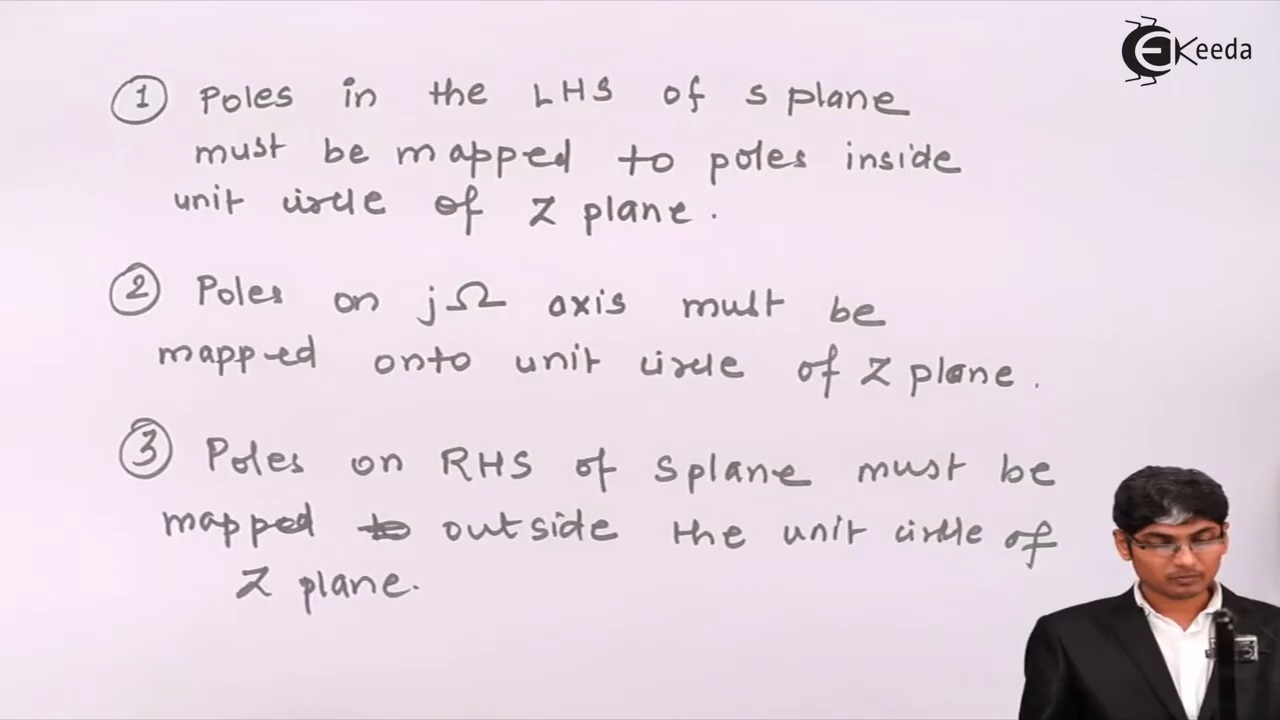 EKeeda
① Poles in the LHS of s plane
must be mapped to poles inside
unit circle of Z plane.
② Poles on jΩ axis must be
mapped onto unit circle of Z plane.
③ Poles on RHS of S plane must be
mapped to outside the unit circle of
Z plane.